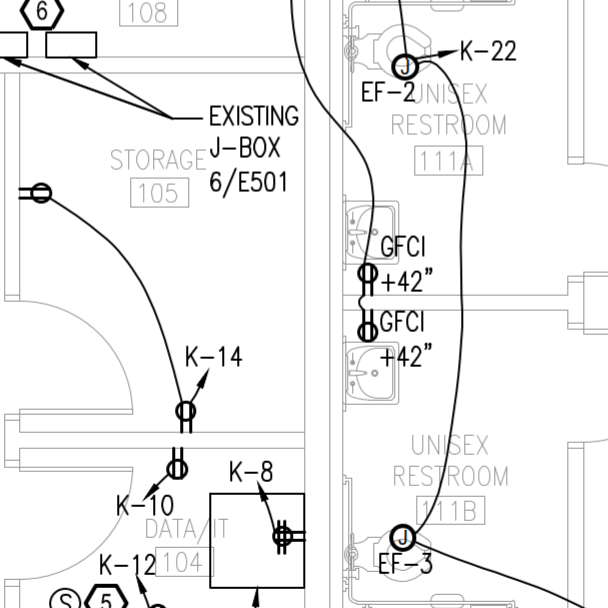 6
108
K-22
EF-2
UNISEX
RESTROOM
111A
EXISTING
J-BOX
6/E501
STORAGE
105
J
GFCI
+42"
GFCI
+42"
K-14
UNISEX
RESTROOM
111B
K-8
K-10
DATA/IT
104
K-12
J
EF-3
S
5